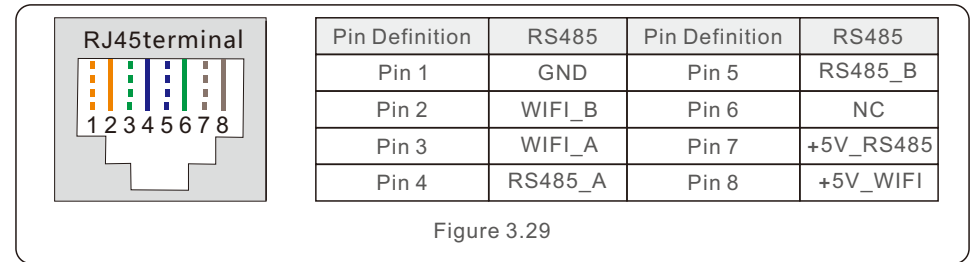 RJ45terminal
12345678
Pin Definition RS485 Pin Definition RS485
Pin 1 GND Pin 5 RS485_B
Pin 2 WIFI_B Pin 6 NC
Pin 3 WIFI_A Pin 7 +5V_RS485
Pin 4 RS485_A Pin 8 +5V_WIFI
Figure 3.29